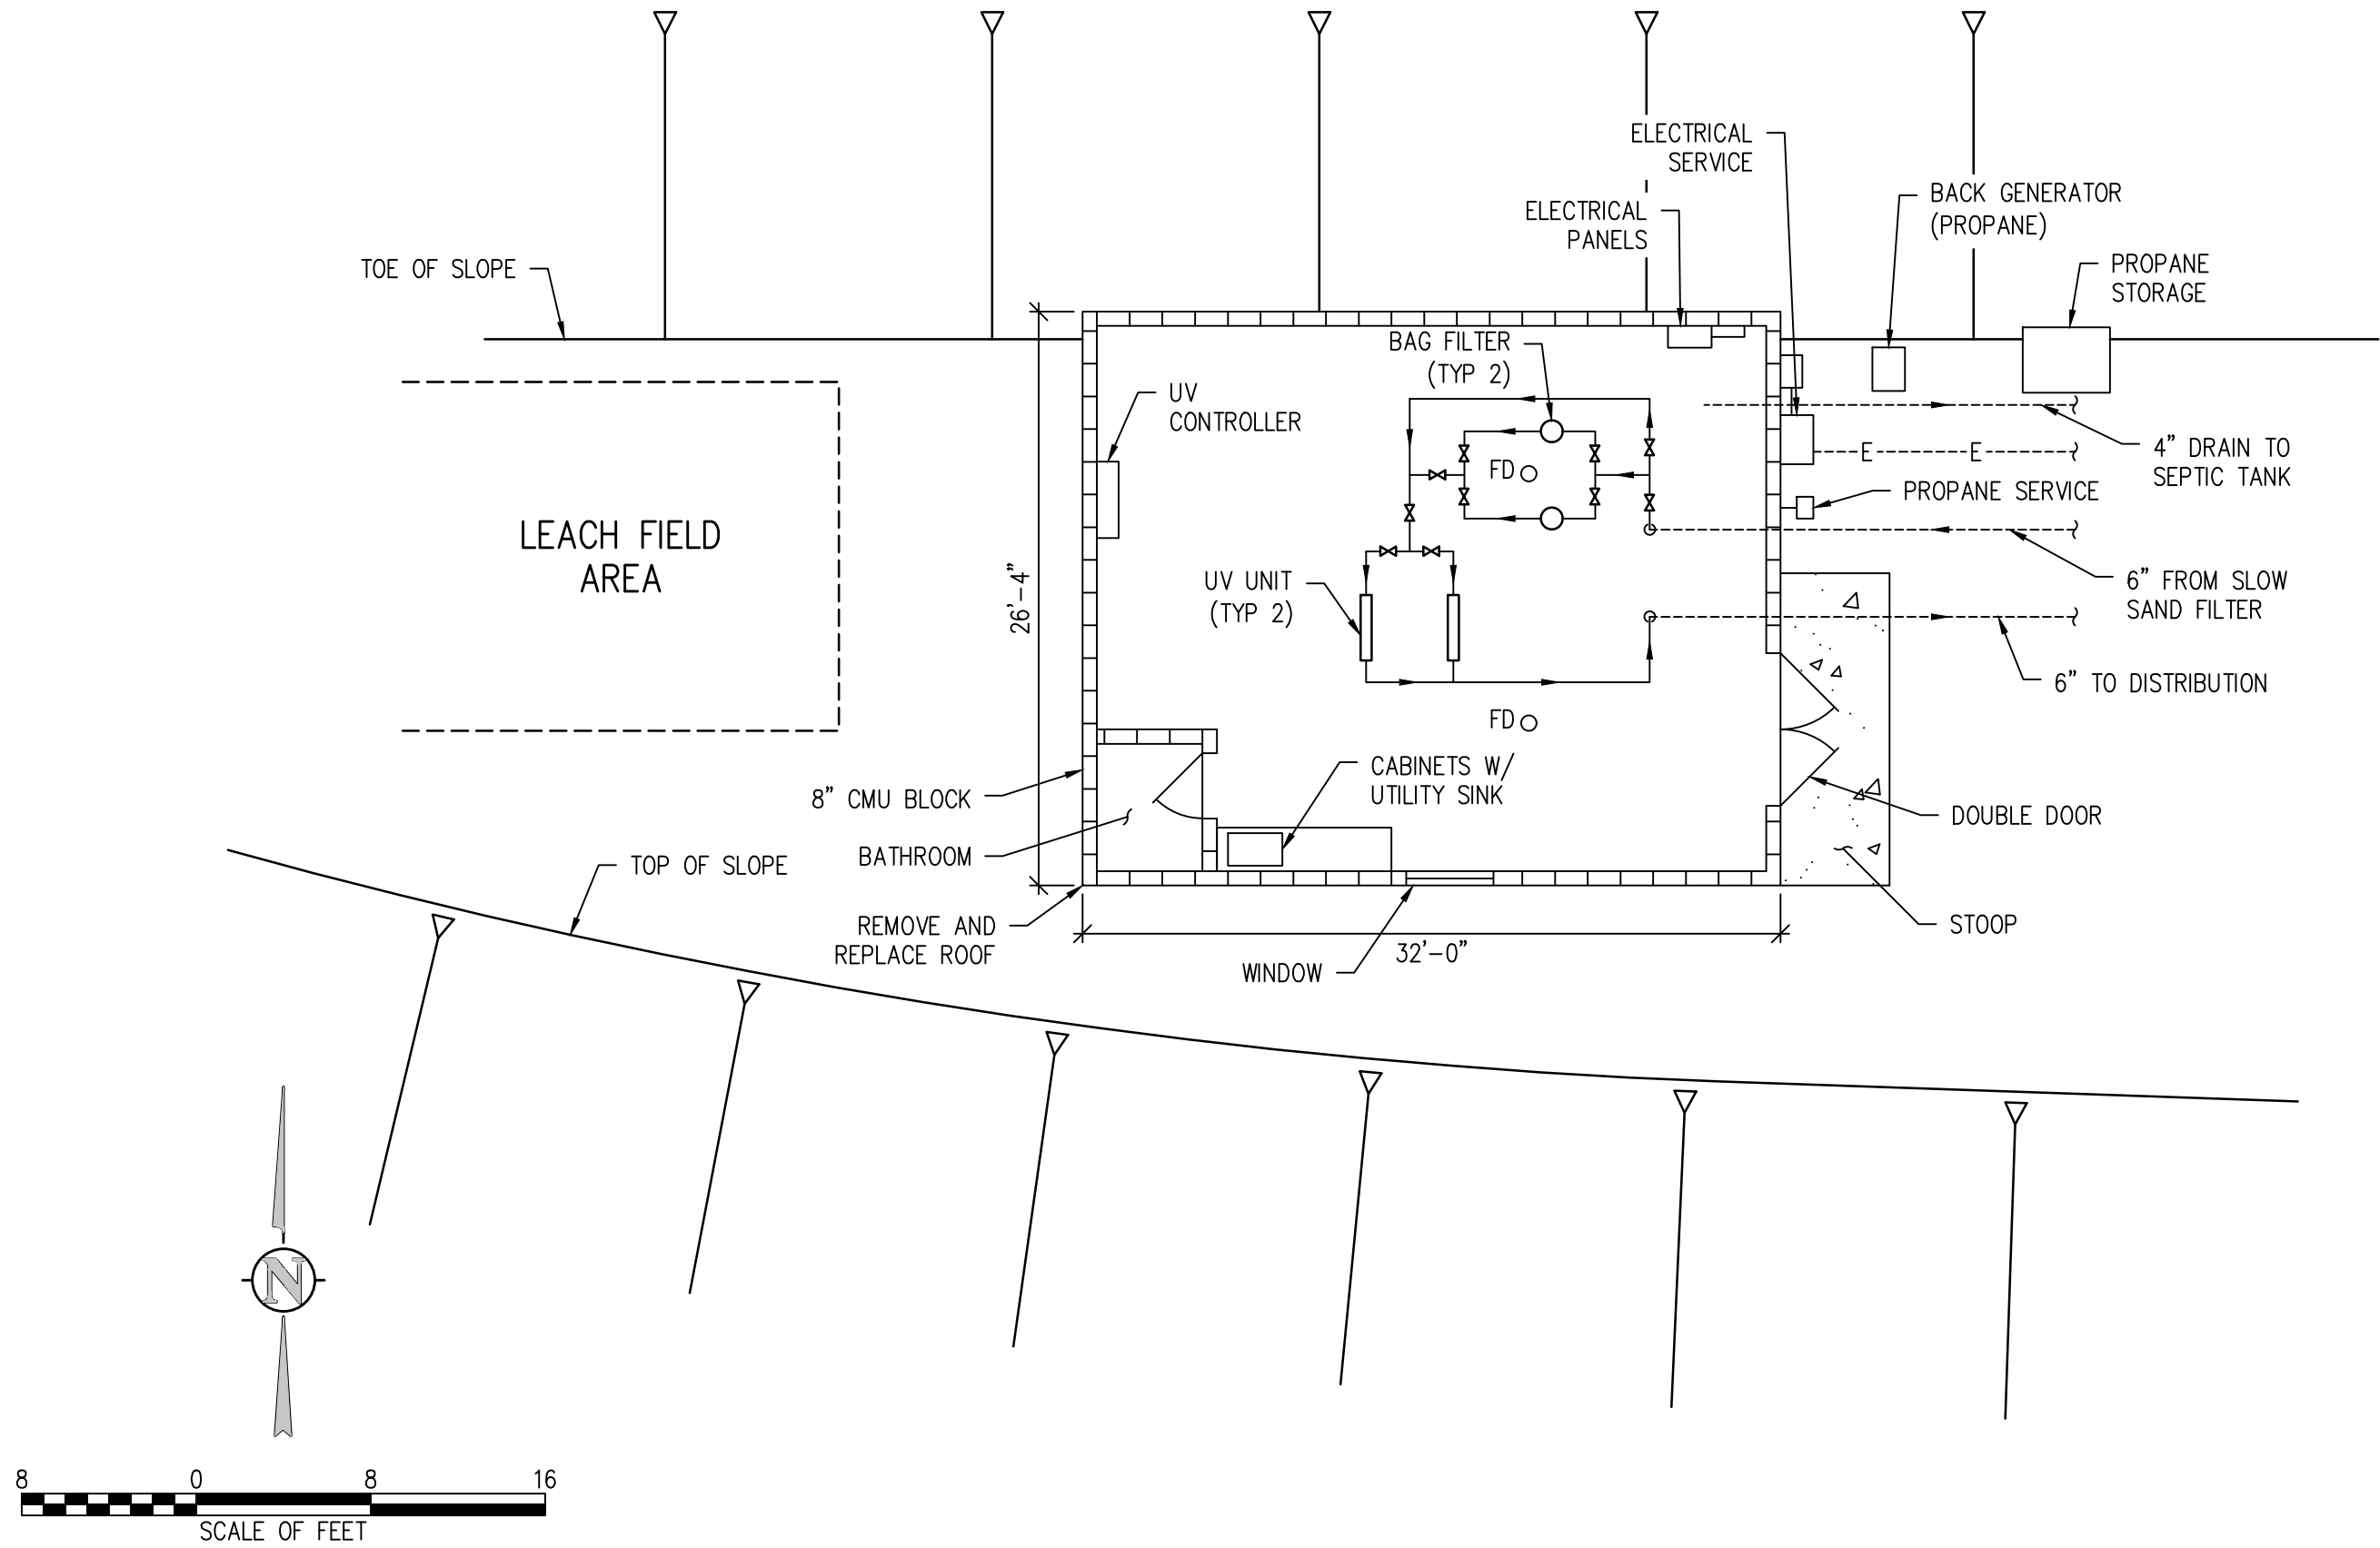 ELECTRICAL
SERVICE
BACK GENERATOR
(PROPANE)
ELECTRICAL
PANELS
PROPANE
STORAGE
TOE OF SLOPE
BAG FILTER
(TYP 2)
UV
CONTROLLER
4” DRAIN TO
SEPTIC TANK
E E
FD
PROPANE SERVICE
LEACH FIELD
AREA
26'-4”
UV UNIT
(TYP 2)
6” FROM SLOW
SAND FILTER
6” TO DISTRIBUTION
FD
CABINETS W/
UTILITY SINK
8” CMU BLOCK
DOUBLE DOOR
BATHROOM
TOP OF SLOPE
REMOVE AND
REPLACE ROOF
STOOP
32'-0”
WINDOW
N
8 0 8 16
SCALE OF FEET